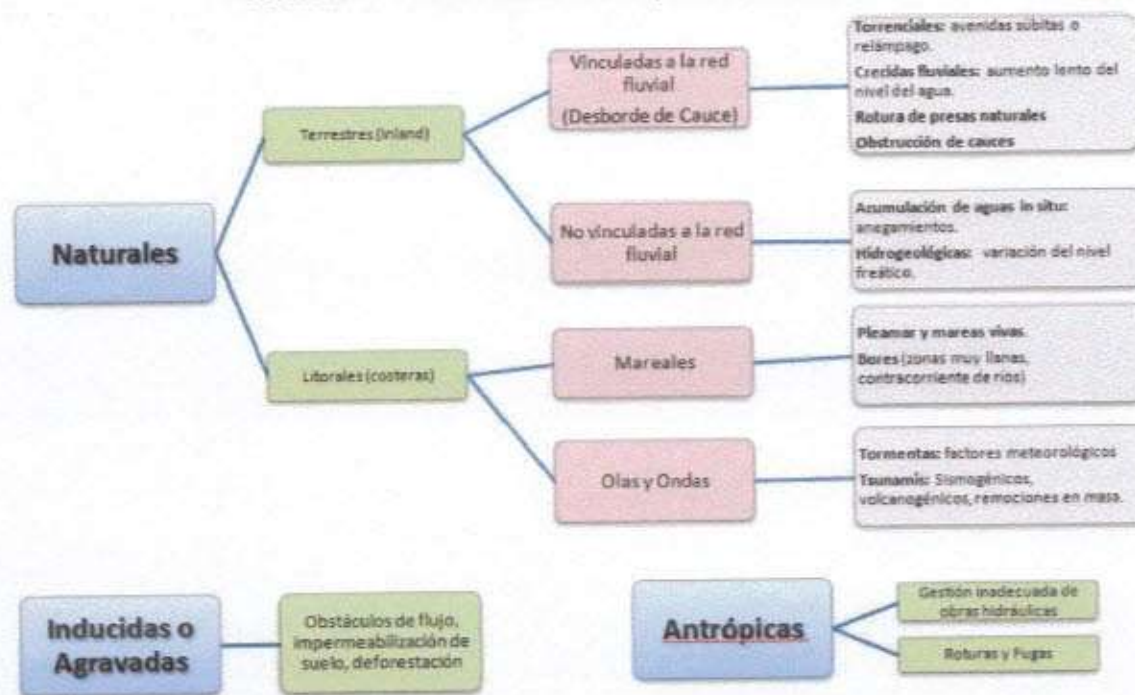 Naturales
Terrestres (Inland)
Vinculadas a la red
fluvial
(Desborde de Cauce)
Torrenciales: avenidas súbitas o
relámpago.
Crecidas fluviales: aumento lento del
nivel del agua.
Rotura de presas naturales
Obstrucción de cauces
No vinculadas a la red
fluvial
Azumulación de aguas in situ:
anegamientos.
Hidrogeológicas: variación del nivel
freático.
Litorales (costeras)
Mareales
Pleamar y mareas vivas.
Bores (zonas muy llanas,
contracorriente de ríos)
Olas y Ondas
Tormentas: factores meteorológicos
Tsunamis: Sismogénicos,
volcanogénicos, remociones en masa.
Inducidas o
Agravadas
Obstáculos de flujo,
impermeabilización de
suelo, deforestación
Antrópicas
Gestión inadecuada de
obras hidráulicas
Roturas y Fugas